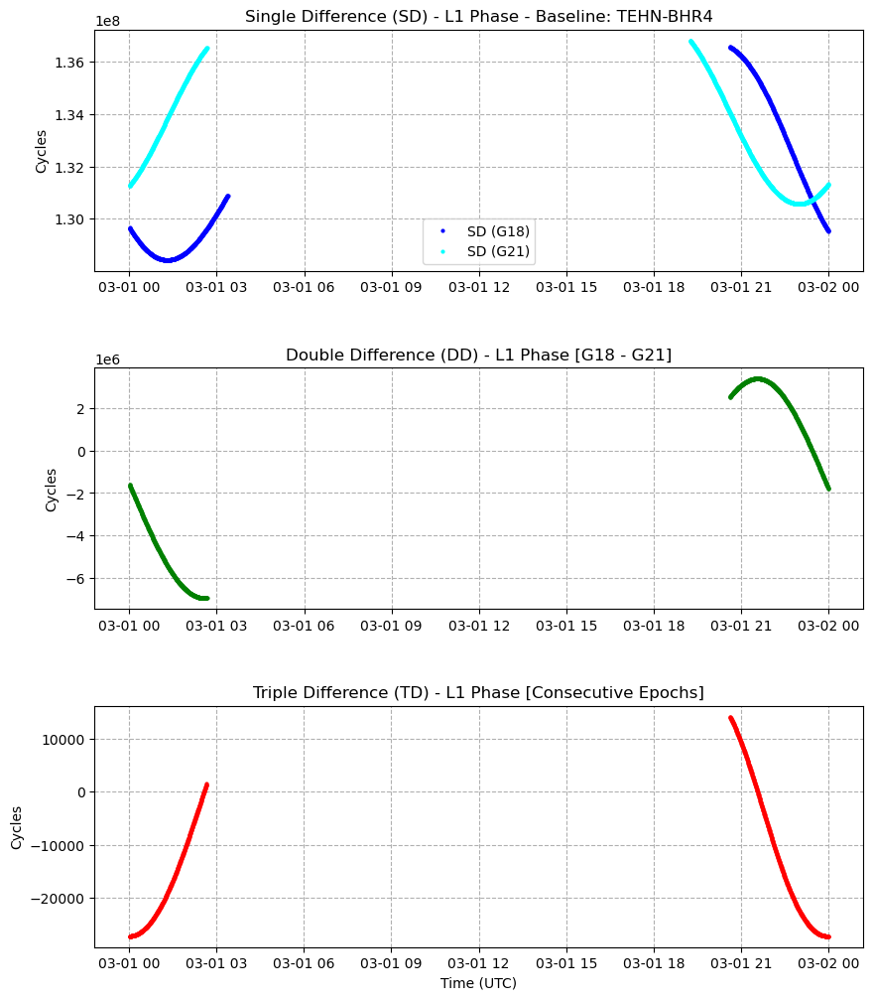 Single Difference (SD) - L1 Phase - Baseline: TEHN-BHR4
1e8
1.36
1.34
1.32
1.30
Cycles
SD (G18)
SD (G21)
03-01 00 03-01 03 03-01 06 03-01 09 03-01 12 03-01 15 03-01 18 03-01 21 03-02 00
Double Difference (DD) - L1 Phase [G18 - G21]
1e6
2
0
−2
−4
−6
Cycles
03-01 00 03-01 03 03-01 06 03-01 09 03-01 12 03-01 15 03-01 18 03-01 21 03-02 00
Triple Difference (TD) - L1 Phase [Consecutive Epochs]
10000
0
−10000
−20000
Cycles
03-01 00 03-01 03 03-01 06 03-01 09 03-01 12 03-01 15 03-01 18 03-01 21 03-02 00
Time (UTC)